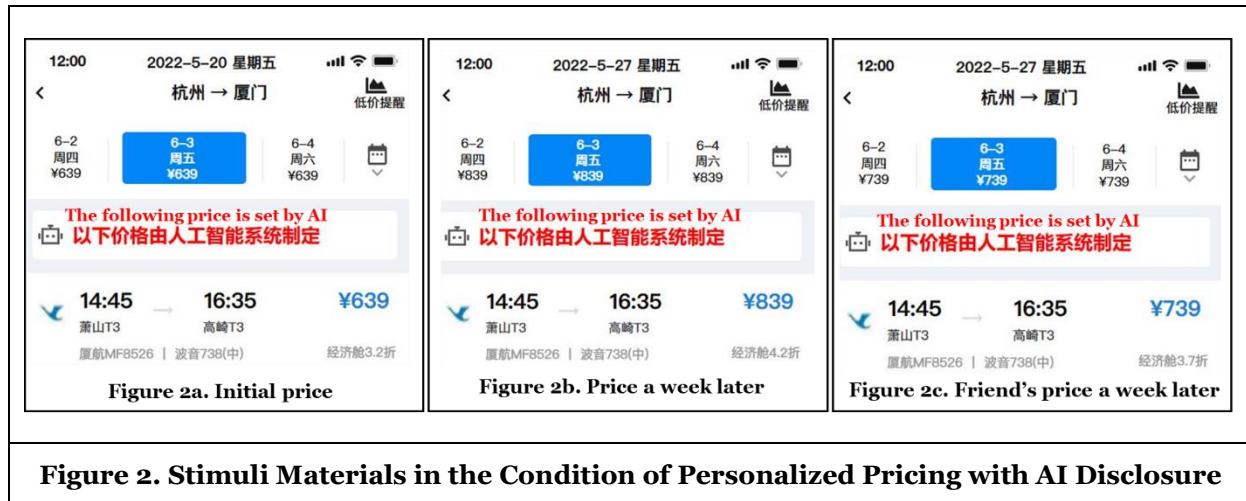 12:00 2022-5-20 星期五
杭州 → 厦门
低价提醒
6-2 6-3 6-4
周四 周五 周六
¥639 ¥639 ¥639
The following price is set by AI
以下价格由人工智能系统制定
14:45 → 16:35 ¥639
萧山T3 高崎T3
厦航MF8526 | 波音738(中) 经济舱3.2折
Figure 2a. Initial price
12:00 2022-5-27 星期五
杭州 → 厦门
低价提醒
6-2 6-3 6-4
周四 周五 周六
¥839 ¥839 ¥839
The following price is set by AI
以下价格由人工智能系统制定
14:45 → 16:35 ¥839
萧山T3 高崎T3
厦航MF8526 | 波音738(中) 经济舱4.2折
Figure 2b. Price a week later
12:00 2022-5-27 星期五
杭州 → 厦门
低价提醒
6-2 6-3 6-4
周四 周五 周六
¥739 ¥739 ¥739
The following price is set by AI
以下价格由人工智能系统制定
14:45 → 16:35 ¥739
萧山T3 高崎T3
厦航MF8526 | 波音738(中) 经济舱3.7折
Figure 2c. Friend's price a week later
Figure 2. Stimuli Materials in the Condition of Personalized Pricing with AI Disclosure